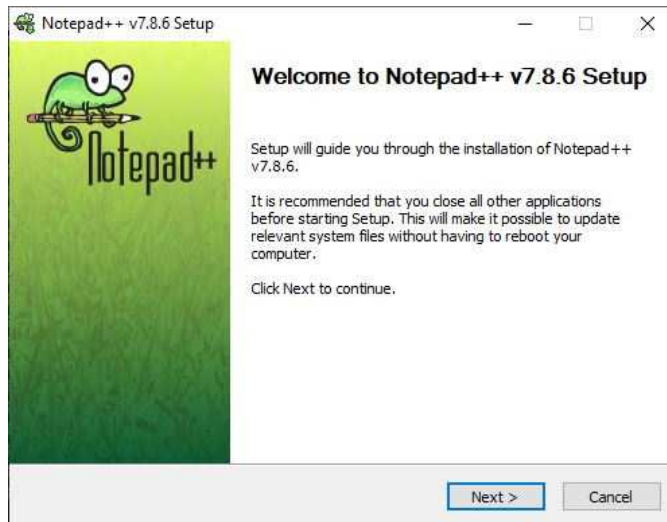 Notepad++ v7.8.6 Setup
Notepad++
Welcome to Notepad++ v7.8.6 Setup
Setup will guide you through the installation of Notepad++
v7.8.6.
It is recommended that you close all other applications
before starting Setup. This will make it possible to update
relevant system files without having to reboot your
computer.
Click Next to continue.
Next >
Cancel